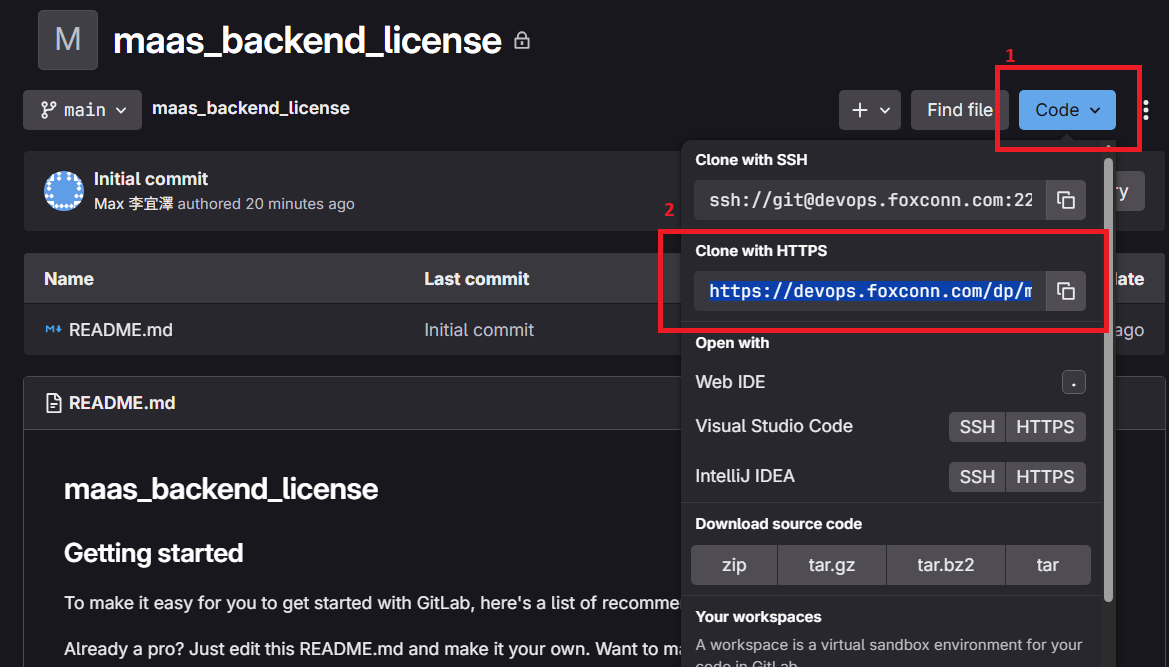 M
maas_backend_license
1
main
maas_backend_license
+
Find file
Code
Initial commit
Max 李宜澤 authored 20 minutes ago
Clone with SSH
ssh://git@devops.foxconn.com:22
2
Clone with HTTPS
https://devops.foxconn.com/dp/m
Name
Last commit
README.md
Initial commit
ago
Open with
Web IDE
.
Visual Studio Code
SSH
HTTPS
IntelliJ IDEA
SSH
HTTPS
Download source code
zip
tar.gz
tar.bz2
tar
Your workspaces
A workspace is a virtual sandbox environment for your
code in GitLab
README.md
maas_backend_license
Getting started
To make it easy for you to get started with GitLab, here's a list of recomme
Already a pro? Just edit this README.md and make it your own. Want to ma